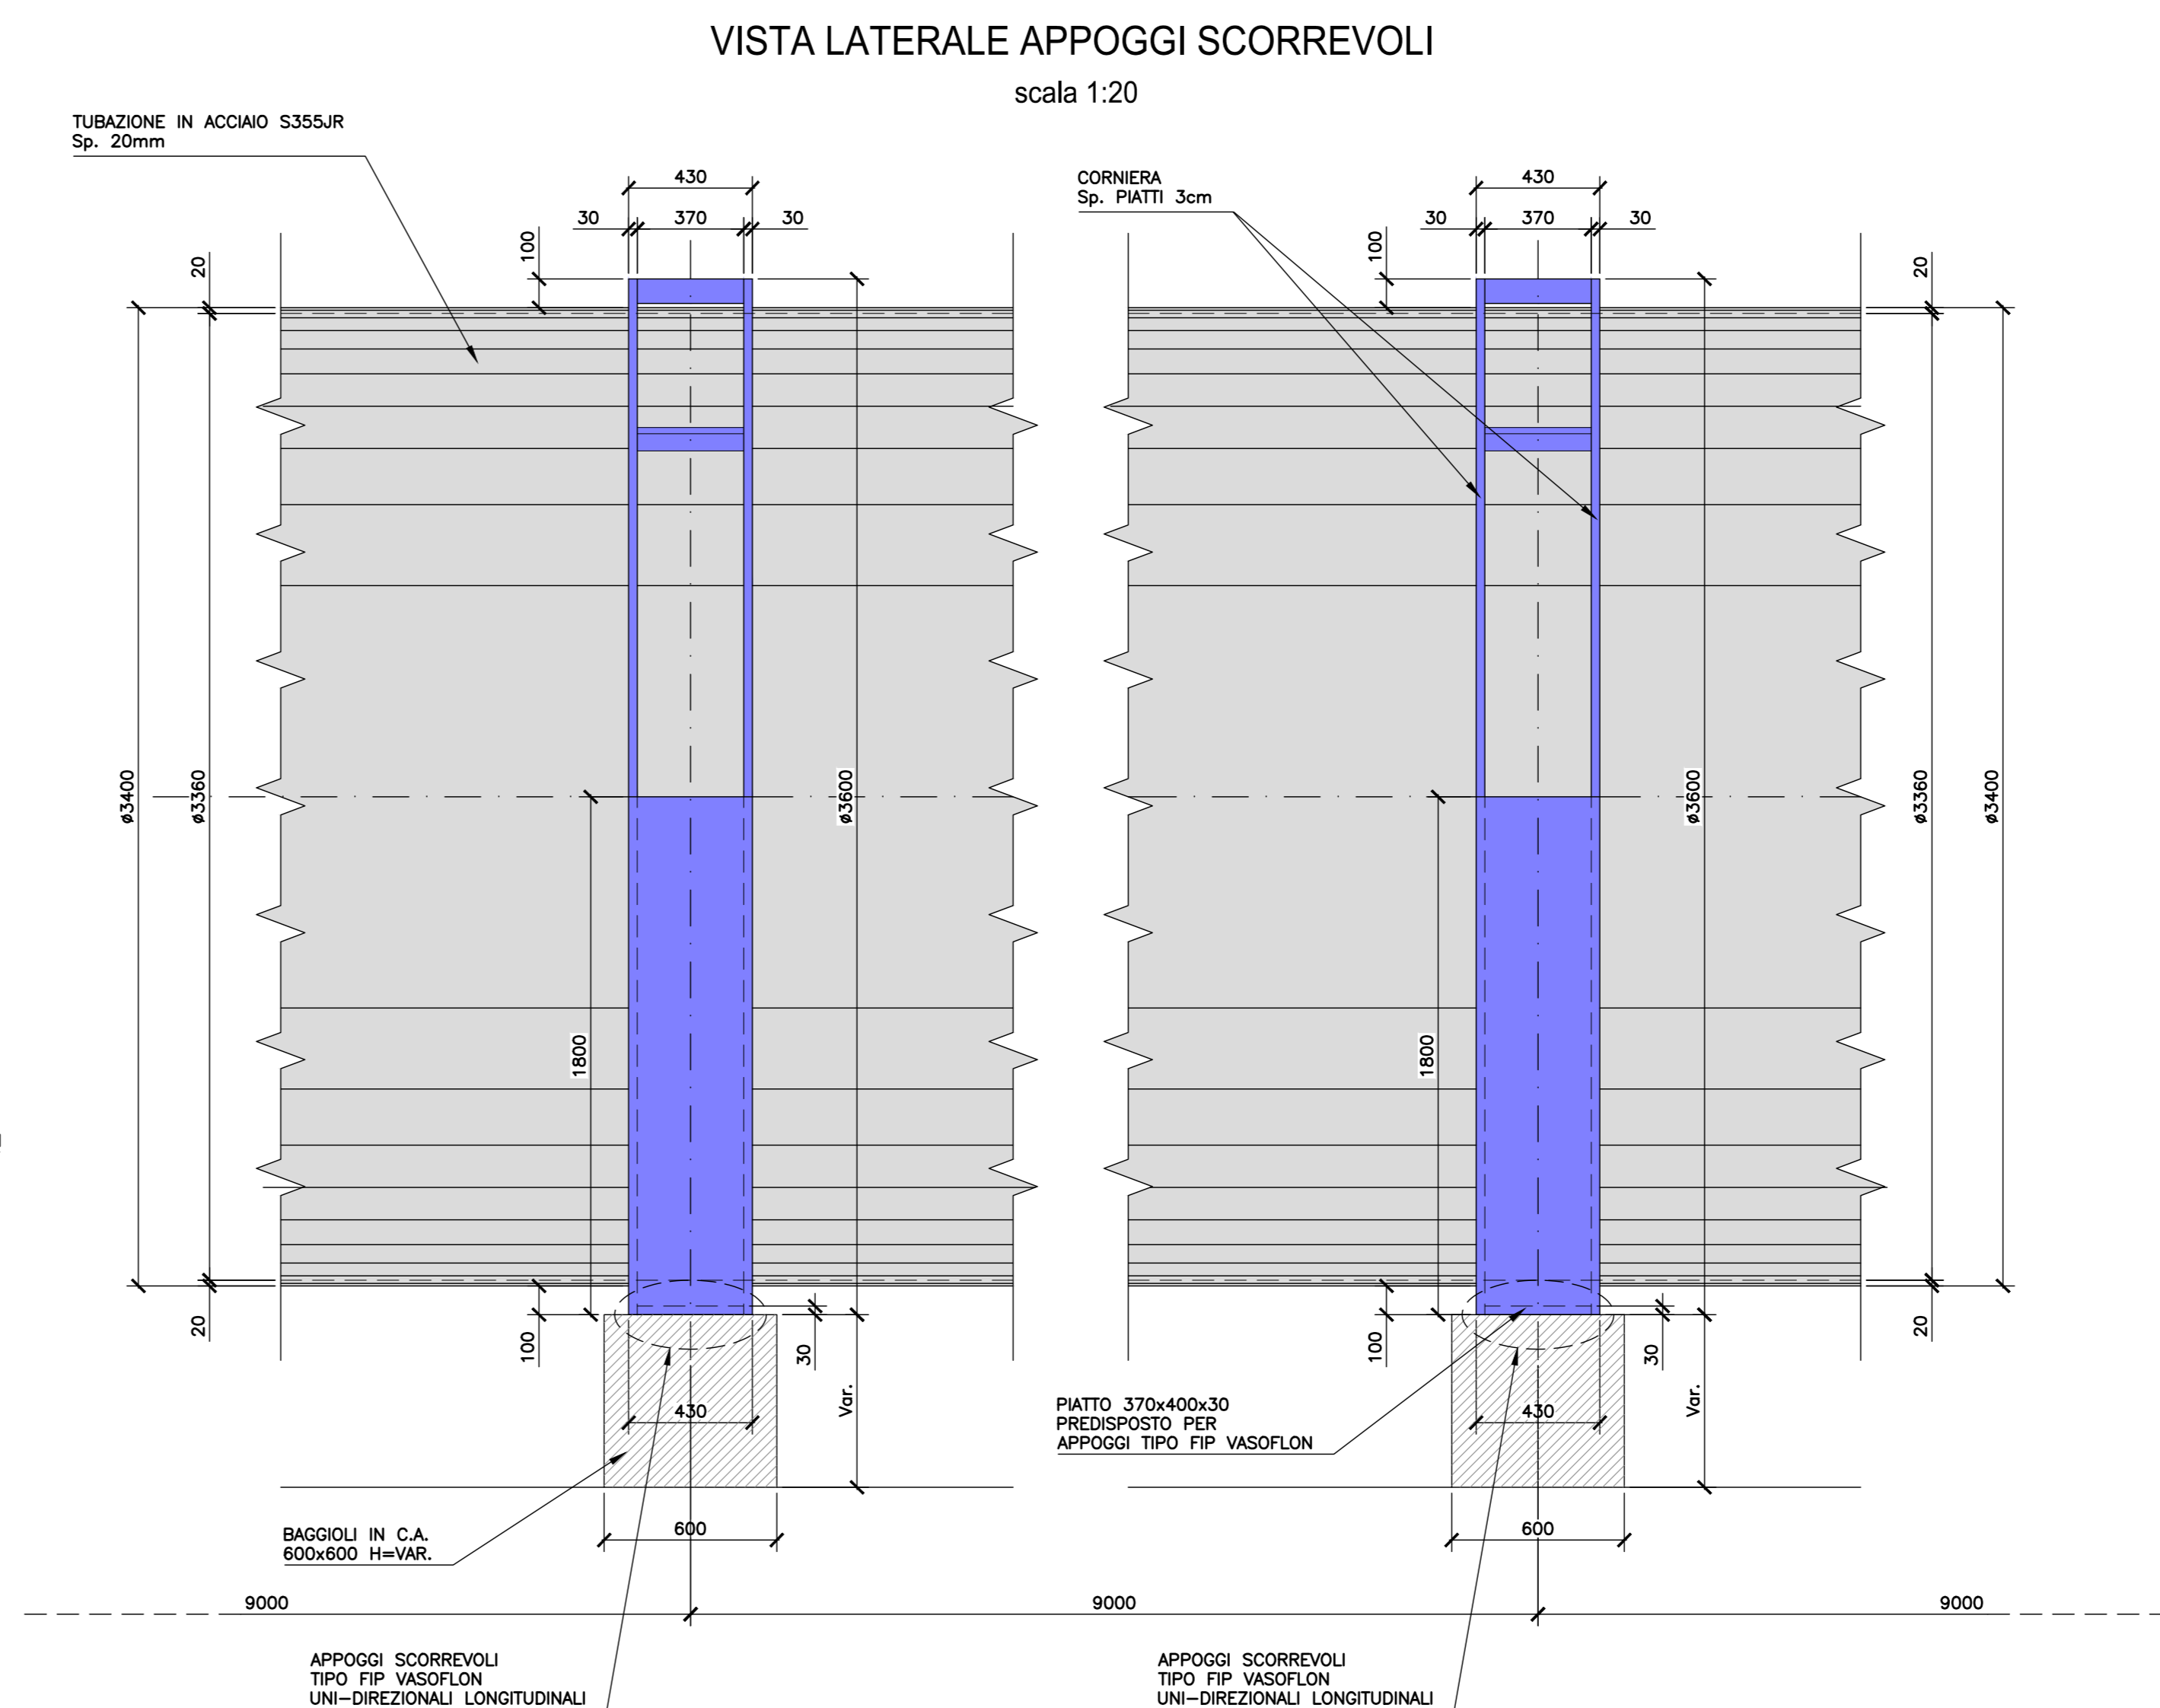 VISTA LATERALE APPOGGI SCORREVOLI
scala 1:20
TUBAZIONE IN ACCIAIO S355JR
Sp. 20mm
CORNIERA
Sp. PIATTI 3cm
430
430
30 370 30
30 370 30
100
100
20
20
ø3400
ø3360
ø3600
ø3600
ø3360
ø3400
1800
1800
20
100
30
100
30
20
Var.
Var.
430
430
PIATTO 370x400x30
PREDISPOSTO PER
APPOGGI TIPO FIP VASOFLON
BAGGIOLI IN C.A.
600x600 H=VAR.
600
600
9000
9000
9000
APPOGGI SCORREVOLI
TIPO FIP VASOFLON
UNI-DIREZIONALI LONGITUDINALI
APPOGGI SCORREVOLI
TIPO FIP VASOFLON
UNI-DIREZIONALI LONGITUDINALI